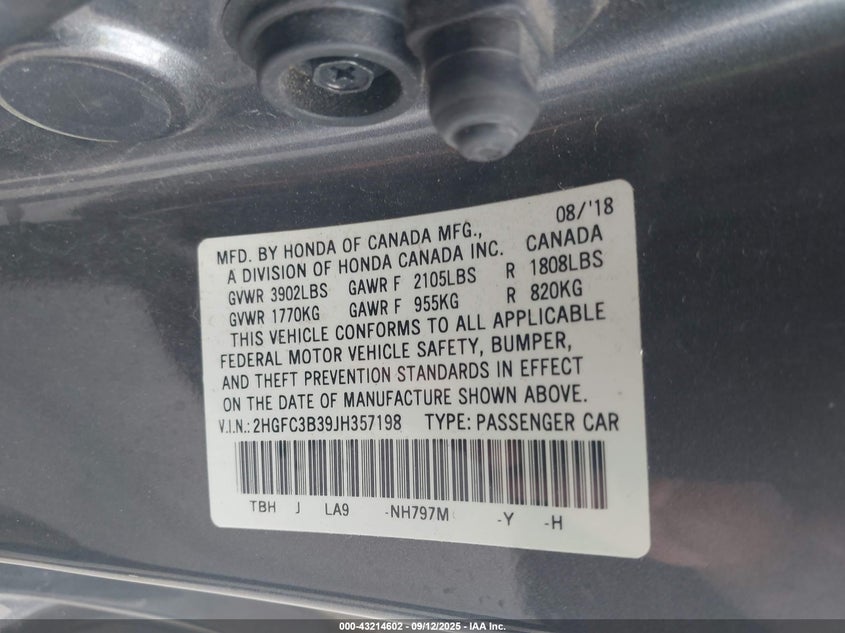 08/'18
MFD. BY HONDA OF CANADA MFG.,
A DIVISION OF HONDA CANADA INC. CANADA
GVWR 3902LBS GAWR F 2105LBS R 1808LBS
GVWR 1770KG GAWR F 955KG R 820KG
THIS VEHICLE CONFORMS TO ALL APPLICABLE
FEDERAL MOTOR VEHICLE SAFETY, BUMPER,
AND THEFT PREVENTION STANDARDS IN EFFECT
ON THE DATE OF MANUFACTURE SHOWN ABOVE.
V.I.N.: 2HGFC3B39JH357198 TYPE: PASSENGER CAR
TBH J LA9 -NH797M -Y -H
000-43214602 - 09/12/2025 - IAA Inc.